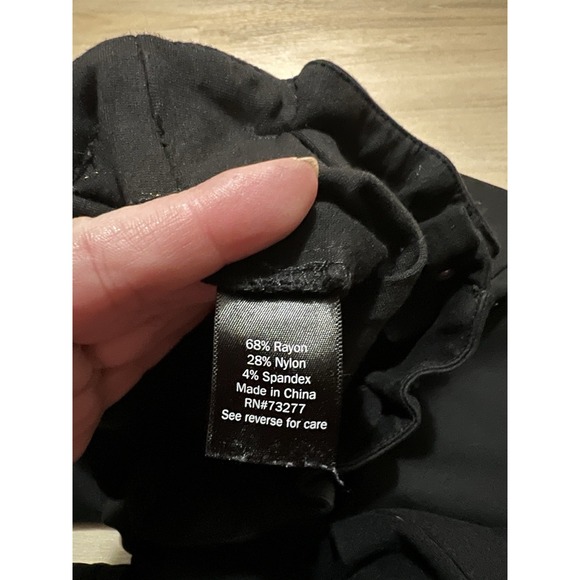 68% Rayon
28% Nylon
4% Spandex
Made in China
RN#73277
See reverse for care